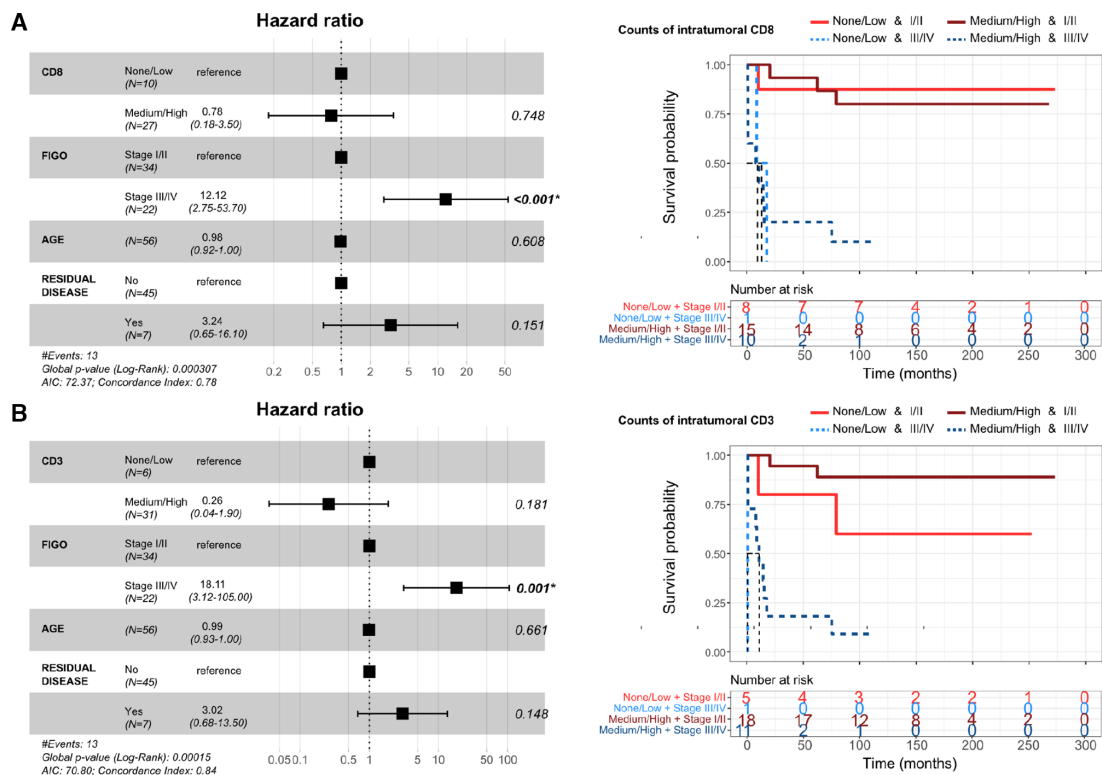 A
Hazard ratio
CD8 None/Low reference
(N=10)
Medium/High 0.78 0.748
(N=27) (0.18-3.50)
FIGO Stage I/II reference
(N=34)
Stage III/IV 12.12 <0.001*
(N=22) (2.75-53.70)
AGE (N=56) 0.98 0.608
(0.92-1.00)
RESIDUAL No reference
DISEASE (N=45)
Yes 3.24 0.151
(N=7) (0.65-16.10)
#Events: 13
Global p-value (Log-Rank): 0.000307
AIC: 72.37; Concordance Index: 0.78
0.2 0.5 1 2 5 10 20 50
Counts of intratumoral CD8
None/Low & I/II Medium/High & I/II
None/Low & III/IV Medium/High & III/IV
Survival probability
1.00
0.75
0.50
0.25
0.00
Number at risk
None/Low + Stage I/II 8 7 7 4 2 1 0
None/Low + Stage III/IV 1 0 0 0 0 0 0
Medium/High + Stage I/II 15 14 8 6 4 2 0
Medium/High + Stage III/IV 10 2 1 0 0 0 0
0 50 100 150 200 250 300
Time (months)
B
Hazard ratio
CD3 None/Low reference
(N=6)
Medium/High 0.26 0.181
(N=31) (0.04-1.90)
FIGO Stage I/II reference
(N=34)
Stage III/IV 18.11 0.001*
(N=22) (3.12-105.00)
AGE (N=56) 0.99 0.661
(0.93-1.00)
RESIDUAL No reference
DISEASE (N=45)
Yes 3.02 0.148
(N=7) (0.68-13.50)
#Events: 13
Global p-value (Log-Rank): 0.00015
AIC: 70.80; Concordance Index: 0.84
0.05 0.1 0.5 1 5 10 50 100
Counts of intratumoral CD3
None/Low & I/II Medium/High & I/II
None/Low & III/IV Medium/High & III/IV
Survival probability
1.00
0.75
0.50
0.25
0.00
Number at risk
None/Low + Stage I/II 5 4 3 2 2 1 0
None/Low + Stage III/IV 1 0 0 0 0 0 0
Medium/High + Stage I/II 18 17 12 8 4 2 0
Medium/High + Stage III/IV 11 2 1 0 0 0 0
0 50 100 150 200 250 300
Time (months)